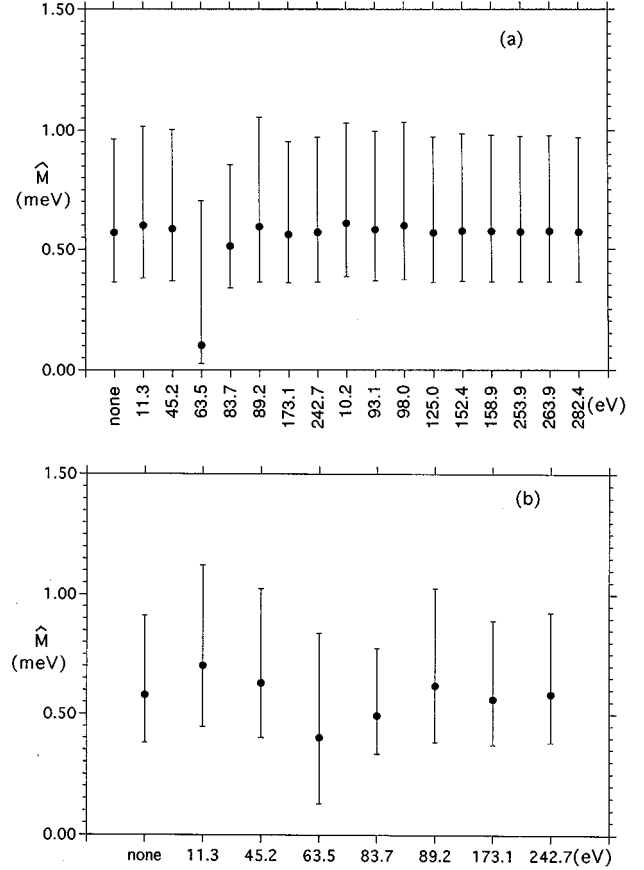 1.50
(a)
1.00
M̂
(meV)
0.50
0.00
none 11.3 45.2 63.5 83.7 89.2 173.1 242.7 10.2 93.1 98.0 125.0 152.4 158.9 253.9 263.9 282.4 (eV)
1.50
(b)
1.00
M̂
(meV)
0.50
0.00
none 11.3 45.2 63.5 83.7 89.2 173.1 242.7(eV)